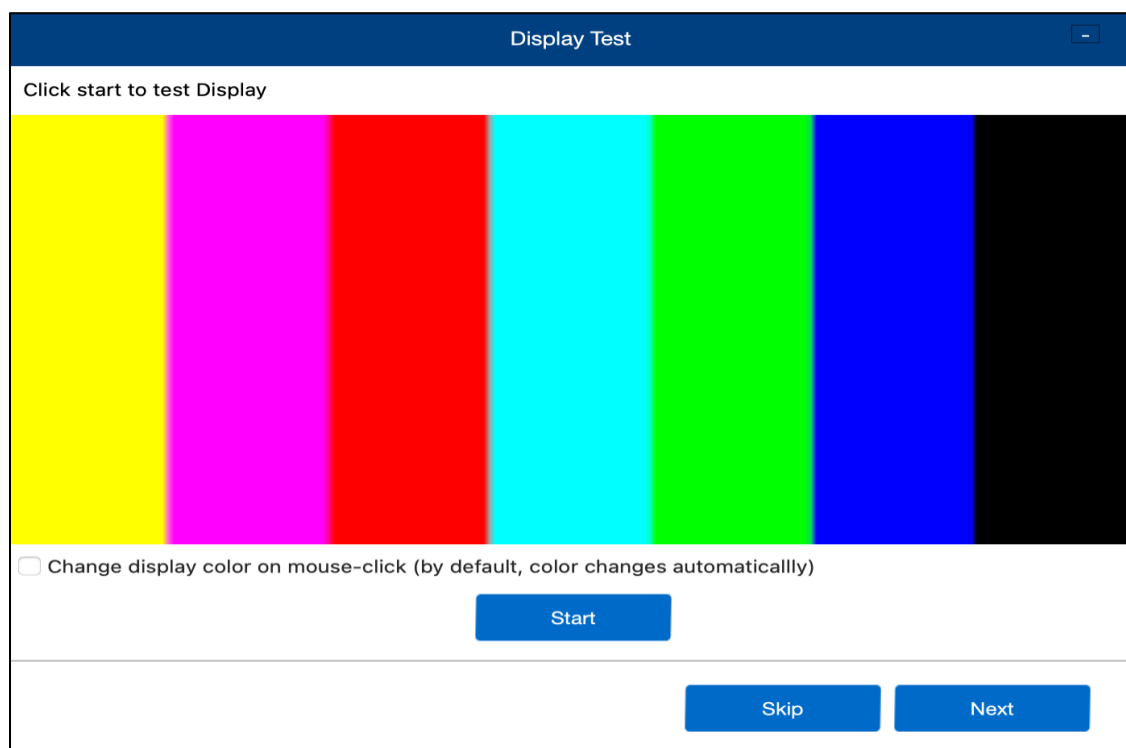 Display Test
Click start to test Display
Change display color on mouse-click (by default, color changes automaticallly)
Start
Skip
Next